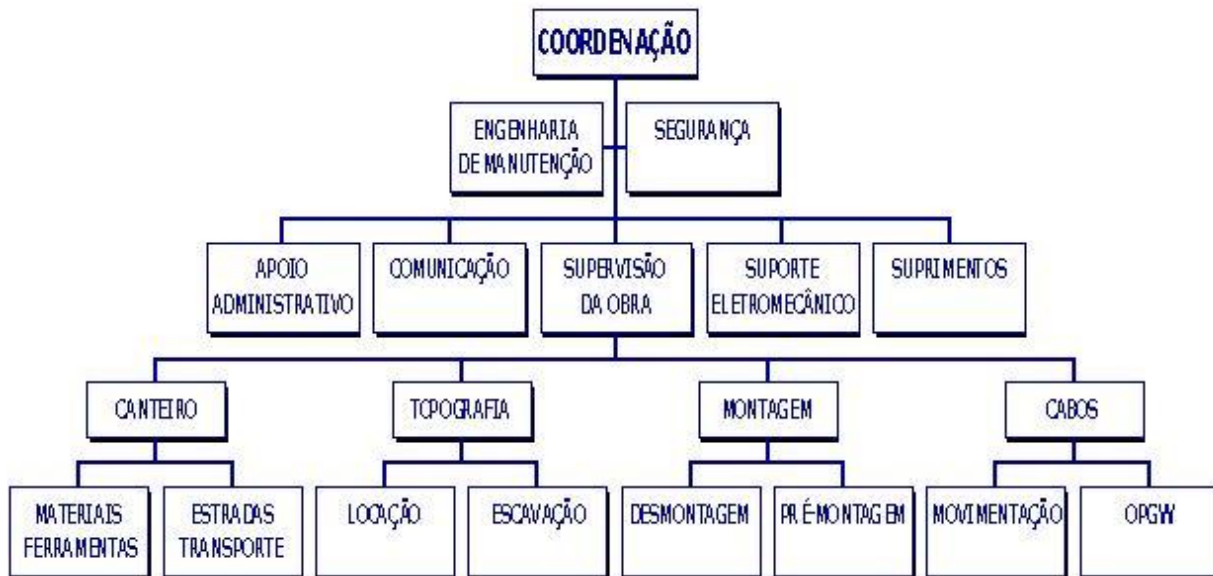 COORDENAÇÃO
ENGENHARIA
DE MANUTENÇÃO
SEGURANÇA
APOIO
ADMINISTRATIVO
COMUNICAÇÃO
SUPERVISÃO
DA OBRA
SUPORTE
ELETROMECÂNICO
SUPRIMENTOS
CANTEIRO
TOPOGRAFIA
MONTAGEM
CABOS
MATERIAIS
FERRAMENTAS
ESTRADAS
TRANSPORTE
LOCAÇÃO
ESCAVAÇÃO
DESMONTAGEM
PRÉ-MONTAGEM
MOVIMENTAÇÃO
OPGW